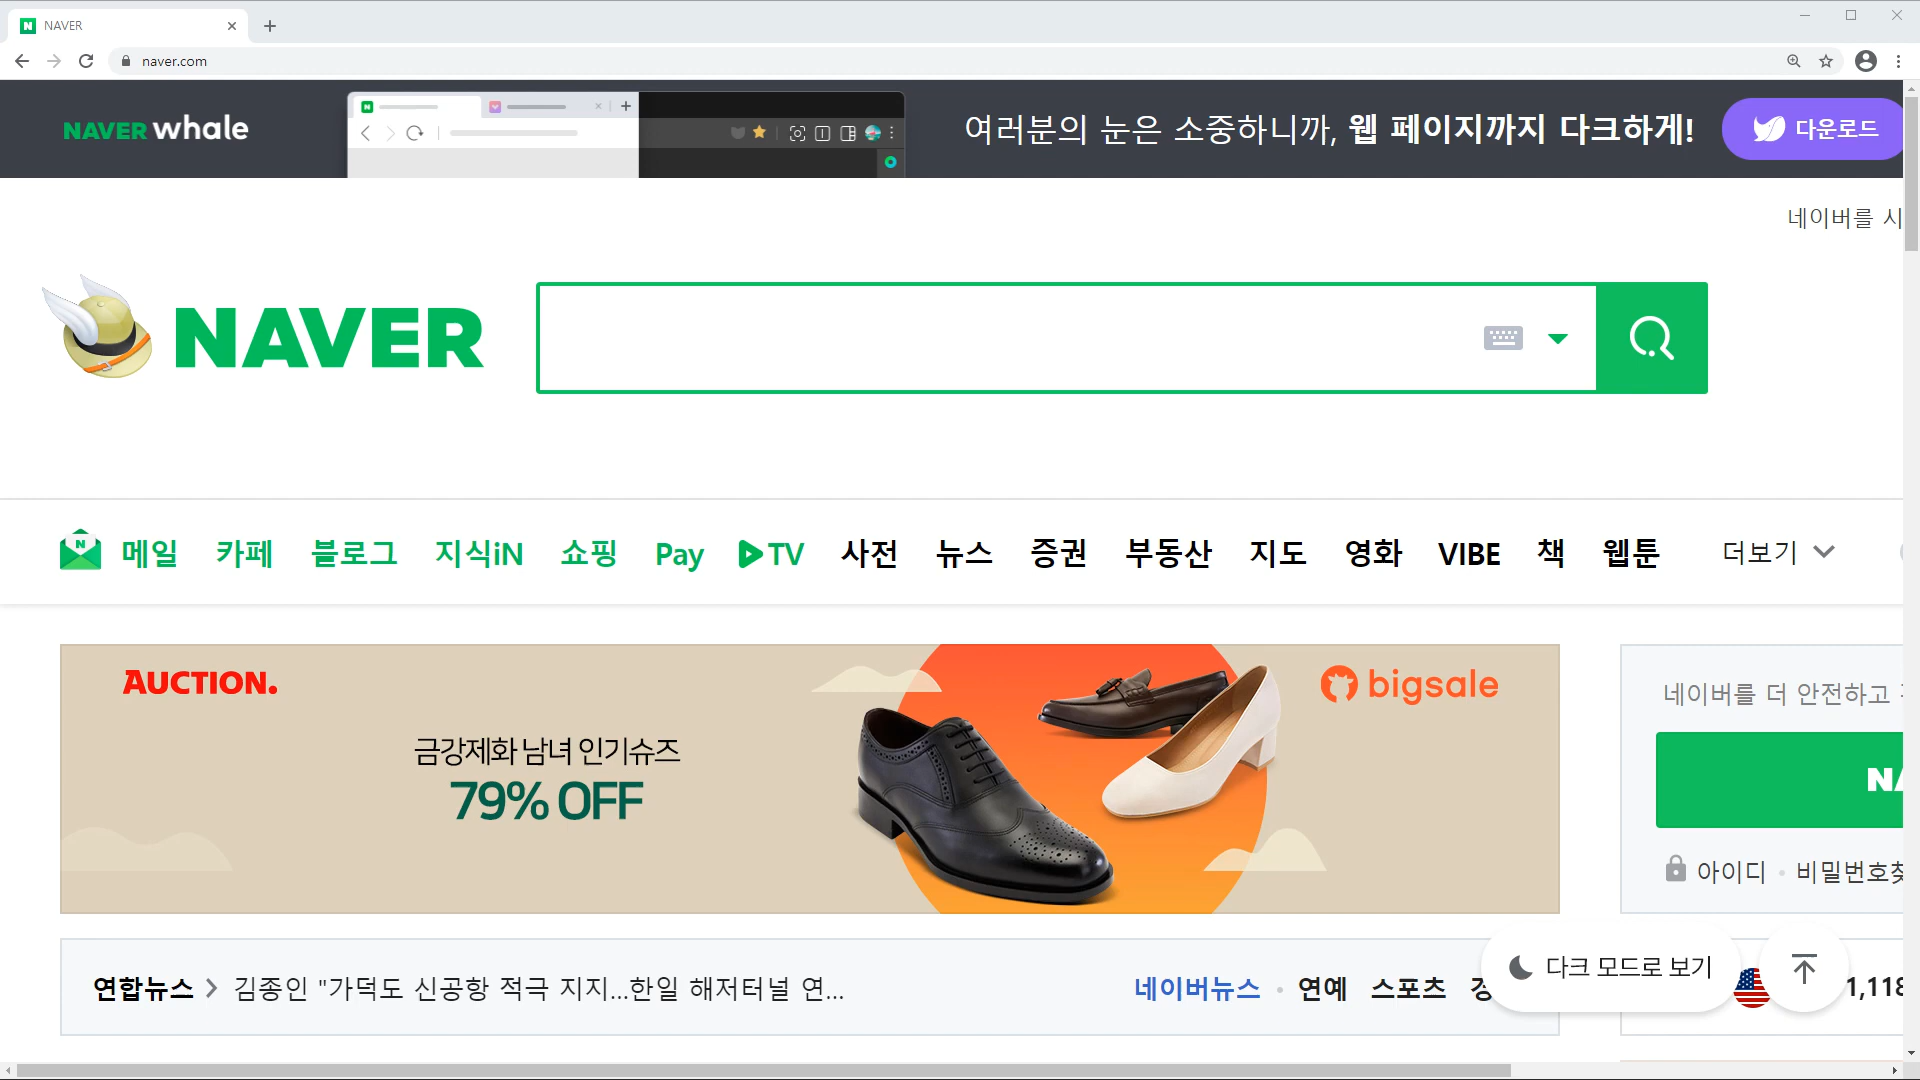 NAVER
naver.com
NAVER whale
여러분의 눈은 소중하니까, 웹 페이지까지 다크하게!
다운로드
네이버를 시
NAVER
메일 카페 블로그 지식iN 쇼핑 Pay TV 사전 뉴스 증권 부동산 지도 영화 VIBE 책 웹툰 더보기
AUCTION.
bigsale
금강제화 남녀 인기슈즈
79% OFF
네이버를 더 안전하고
NA
아이디 · 비밀번호찾
연합뉴스 > 김종인 "가덕도 신공항 적극 지지...한일 해저터널 연...
네이버뉴스 · 연예 스포츠 경
다크 모드로 보기
1,118